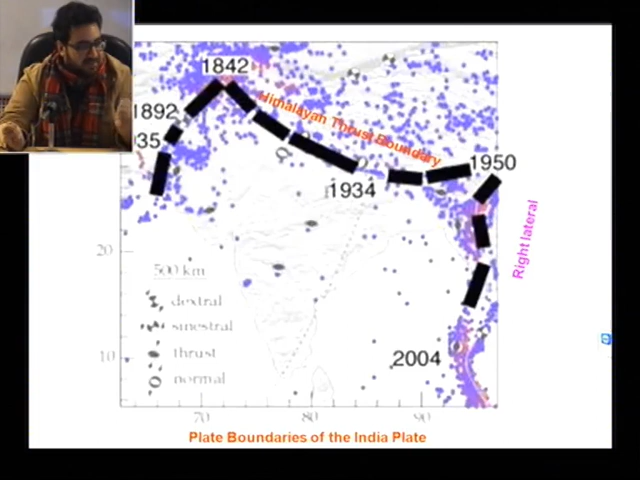 1842
Himalayan Thrust Boundary
1892
35
1950
1934
Right lateral
20
500 km
dextral
sinestral
thrust
10
normal
2004
70
80
90
Plate Boundaries of the India Plate